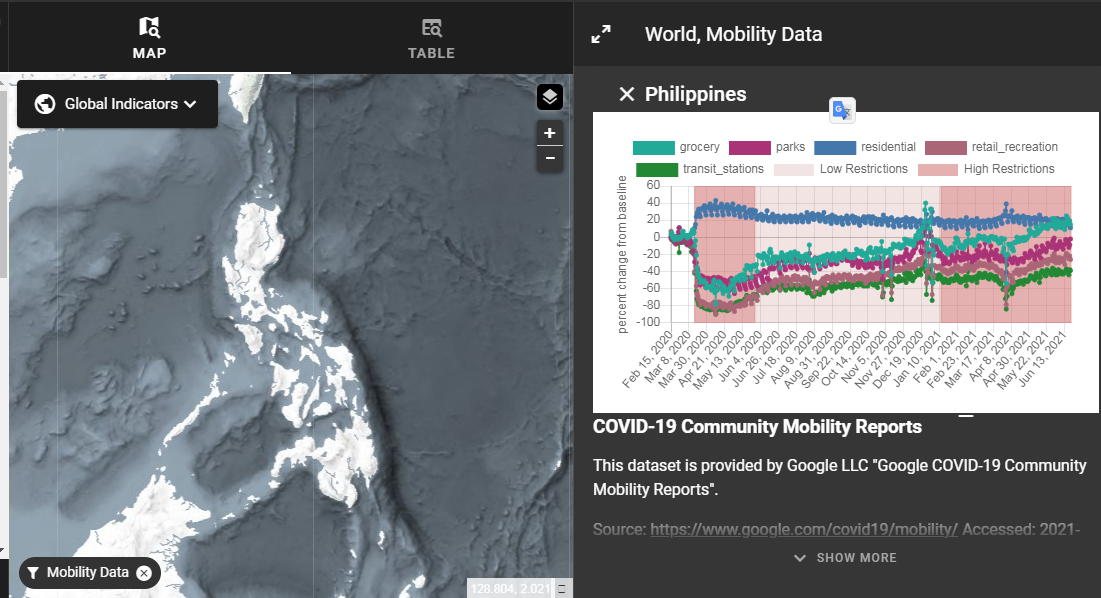 MAP
TABLE
Global Indicators
+
−
Mobility Data
128.804, 2.021
World, Mobility Data
Philippines
G
grocery parks residential retail_recreation
transit_stations Low Restrictions High Restrictions
percent change from baseline
60
40
20
0
-20
-40
-60
-80
-100
Feb 15, 2020
Mar 8, 2020
Mar 30, 2020
Apr 21, 2020
May 13, 2020
Jun 4, 2020
Jun 26, 2020
Jul 18, 2020
Aug 9, 2020
Aug 31, 2020
Sep 22, 2020
Oct 14, 2020
Nov 5, 2020
Nov 27, 2020
Dec 19, 2020
Jan 10, 2021
Feb 1, 2021
Feb 23, 2021
Mar 17, 2021
Apr 8, 2021
Apr 30, 2021
May 22, 2021
Jun 13, 2021
COVID-19 Community Mobility Reports
This dataset is provided by Google LLC "Google COVID-19 Community
Mobility Reports".
Source: https://www.google.com/covid19/mobility/ Accessed: 2021-
SHOW MORE